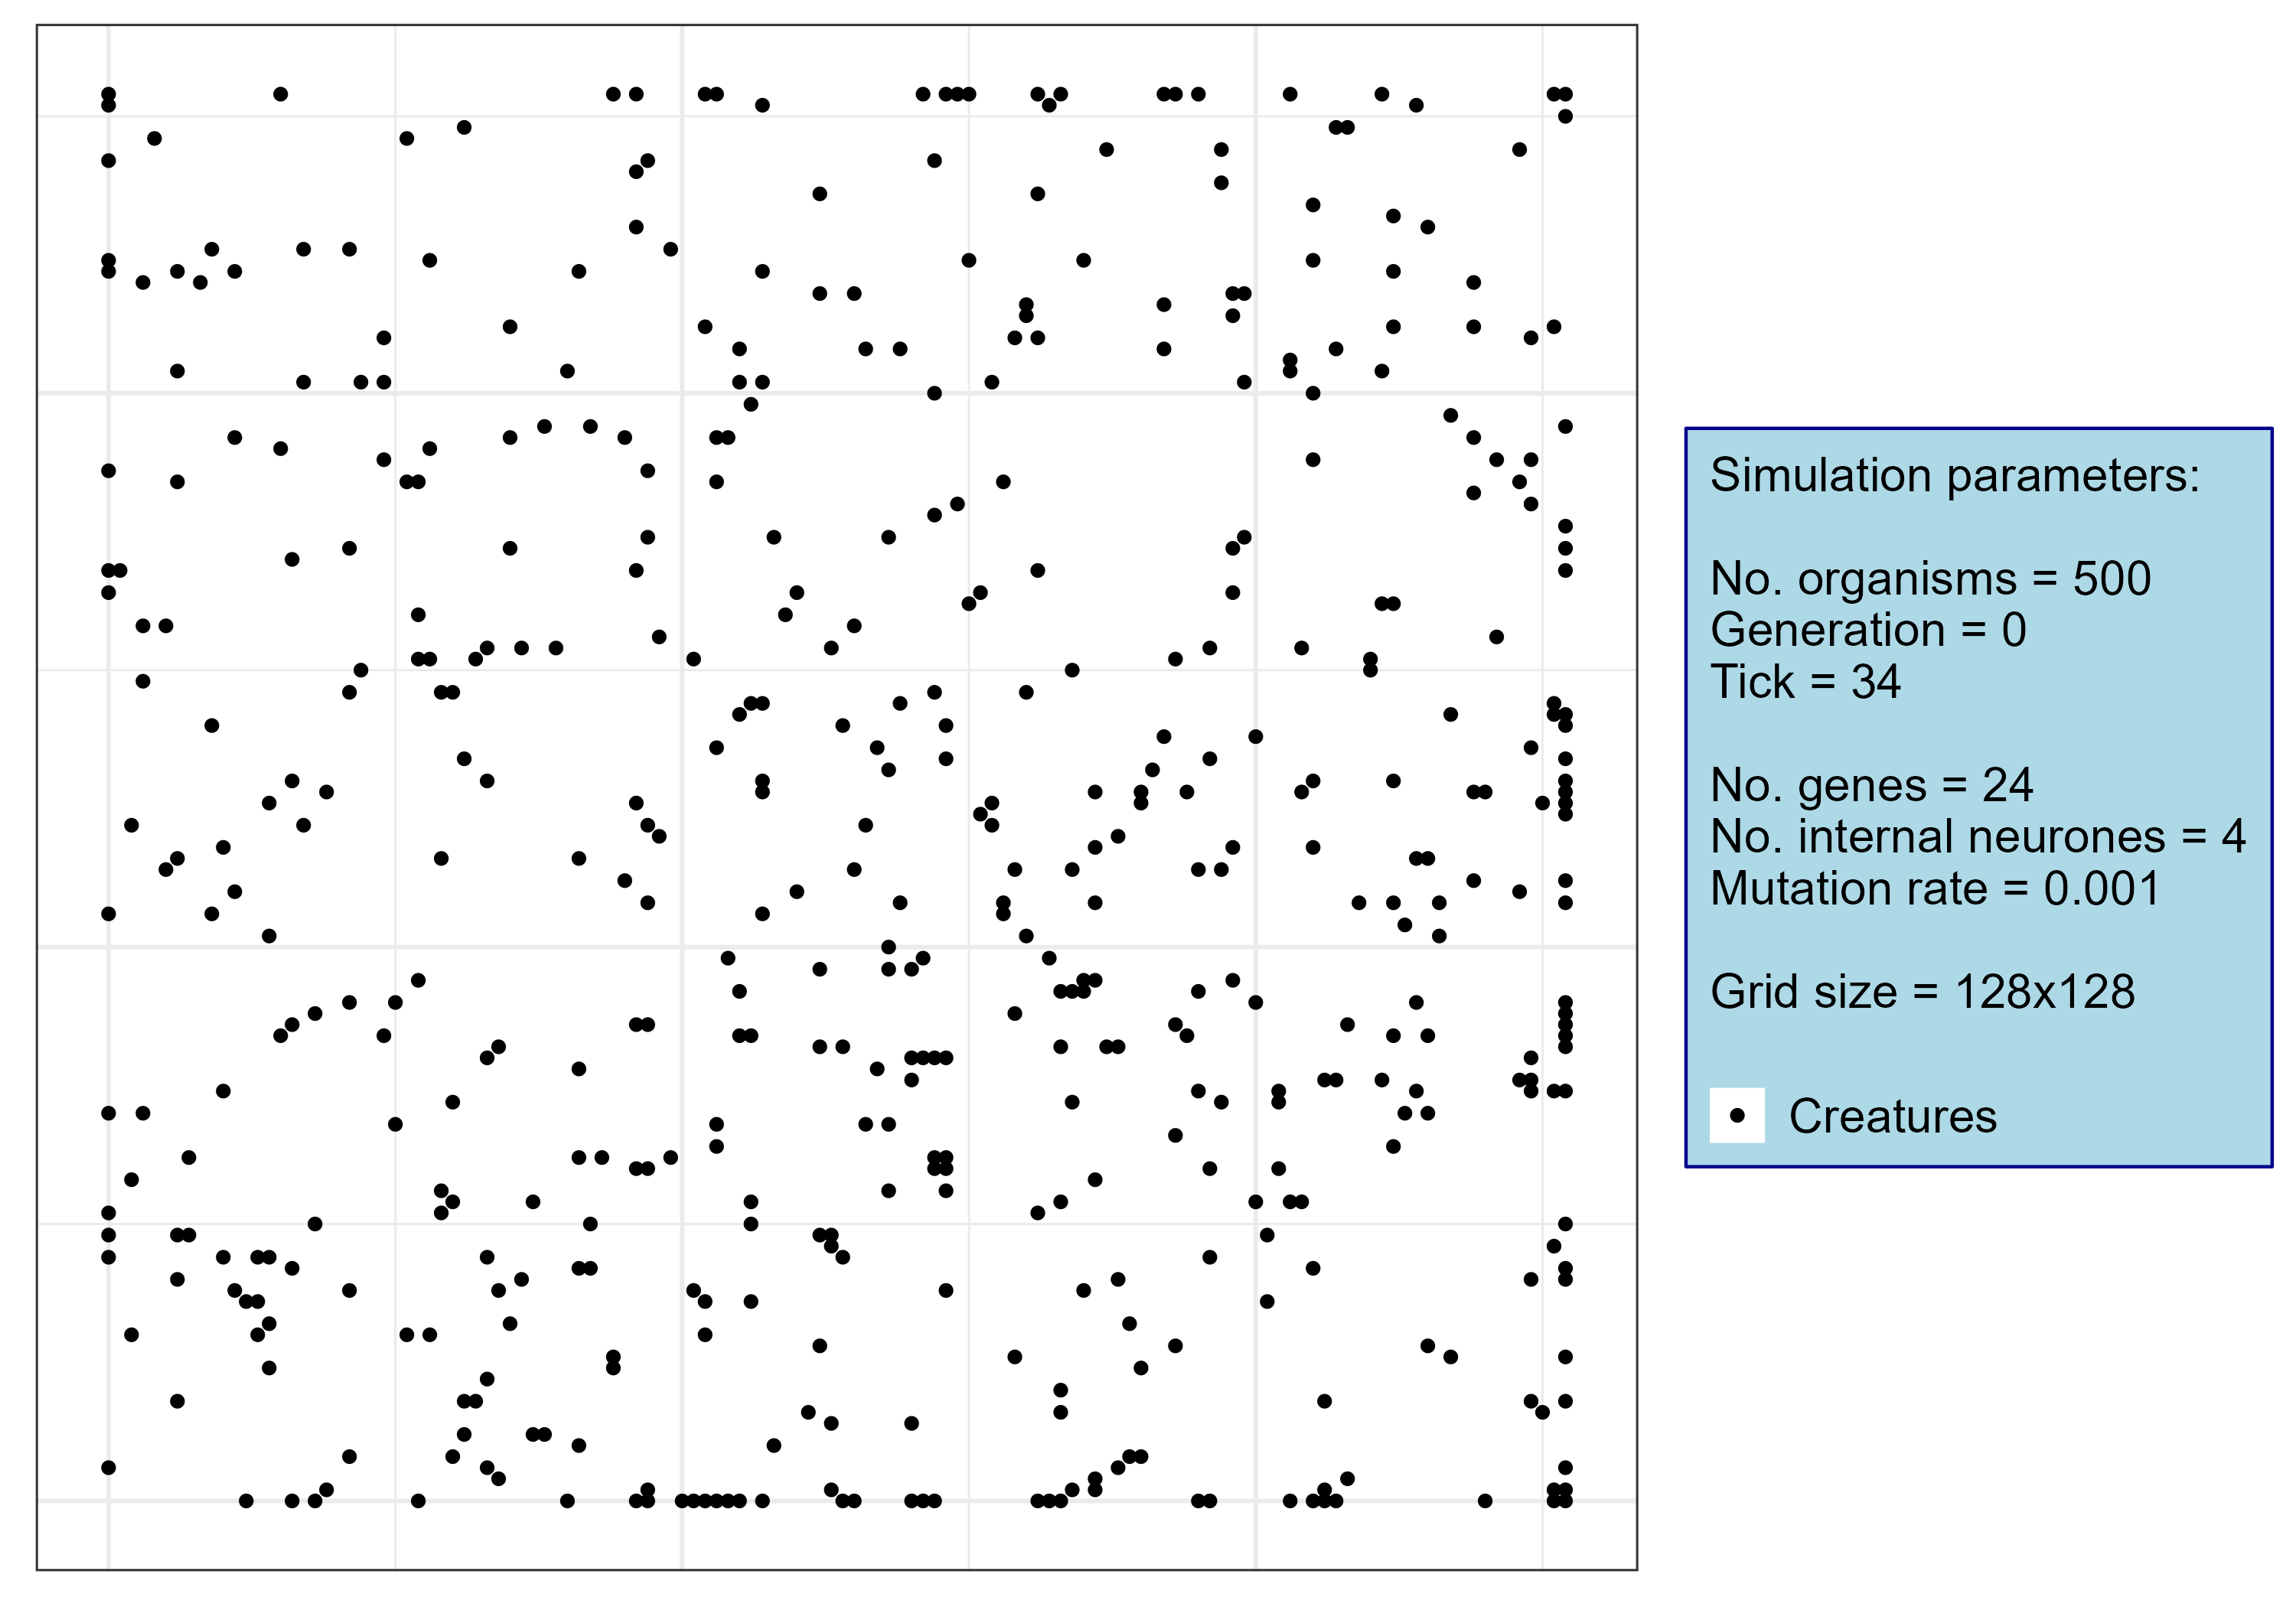 Simulation parameters:
No. organisms = 500
Generation = 0
Tick = 34
No. genes = 24
No. internal neurones = 4
Mutation rate = 0.001
Grid size = 128x128
Creatures